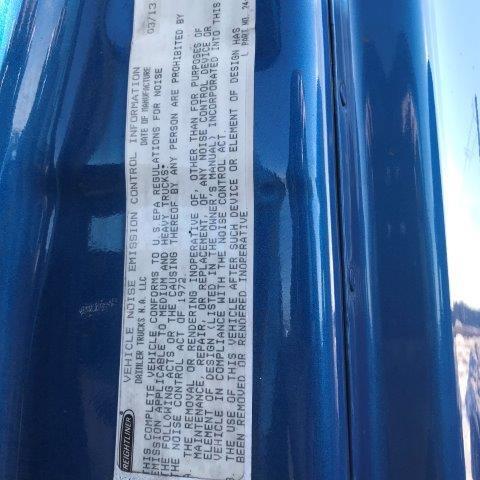 FREIGHTLINER
VEHICLE NOISE EMISSION CONTROL INFORMATION
DAIMLER TRUCKS N.A. LLC DATE OF MANUFACTURE 03/13
THIS COMPLETE VEHICLE CONFORMS TO U.S.EPA REGULATIONS FOR NOISE
EMISSION APPLICABLE TO MEDIUM AND HEAVY TRUCKS.
THE FOLLOWING ACTS OR THE CAUSING THEREOF BY ANY PERSON ARE PROHIBITED BY
THE NOISE CONTROL ACT OF 1972
A. THE REMOVAL OR RENDERING INOPERATIVE OF, OTHER THAN FOR PURPOSES OF
MAINTENANCE, REPAIR, OR REPLACEMENT, OF ANY NOISE CONTROL DEVICE OR
ELEMENT OF DESIGN (LISTED IN THE OWNER'S MANUAL) INCORPORATED INTO THIS
VEHICLE IN COMPLIANCE WITH THE NOISE CONTROL ACT.
B. THE USE OF THIS VEHICLE AFTER SUCH DEVICE OR ELEMENT OF DESIGN HAS
BEEN REMOVED OR RENDERED INOPERATIVE
PART NO. 24